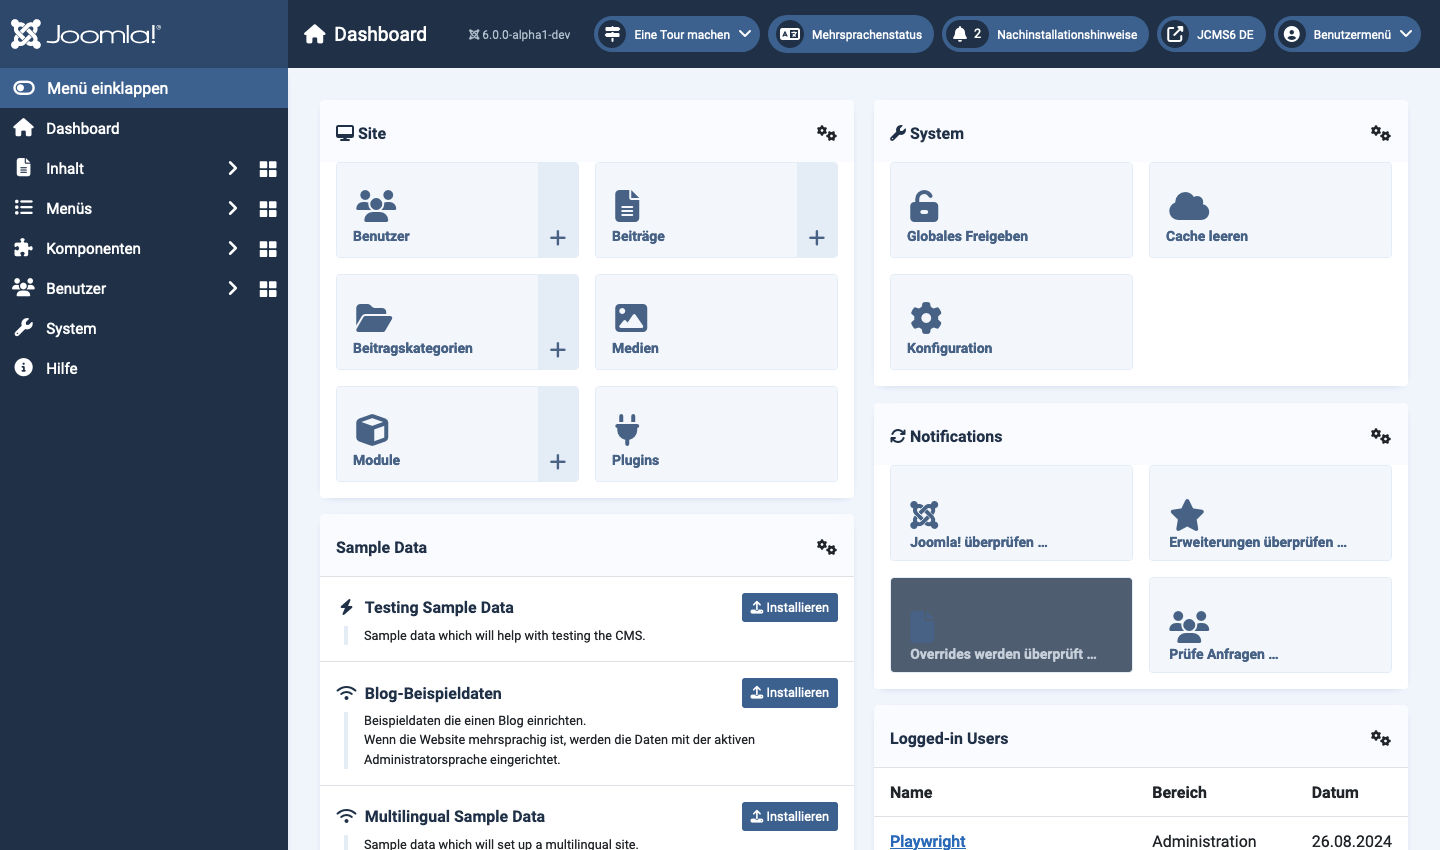 Joomla!®
Dashboard
6.0.0-alpha1-dev
Eine Tour machen
Mehrsprachenstatus
2
Nachinstallationshinweise
JCMS6 DE
Benutzermenü
Menü einklappen
Dashboard
Inhalt
Menüs
Komponenten
Benutzer
System
Hilfe
Site
Benutzer
Beiträge
Beitragskategorien
Medien
Module
Plugins
Sample Data
Testing Sample Data
Installieren
Sample data which will help with testing the CMS.
Blog-Beispieldaten
Installieren
Beispieldaten die einen Blog einrichten.
Wenn die Website mehrsprachig ist, werden die Daten mit der aktiven
Administratorsprache eingerichtet.
Multilingual Sample Data
Installieren
Sample data which will set up a multilingual site.
System
Globales Freigeben
Cache leeren
Konfiguration
Notifications
Joomla! überprüfen ...
Erweiterungen überprüfen ...
Overrides werden überprüft ...
Prüfe Anfragen ...
Logged-in Users
Name Bereich Datum
Playwright Administration 26.08.2024